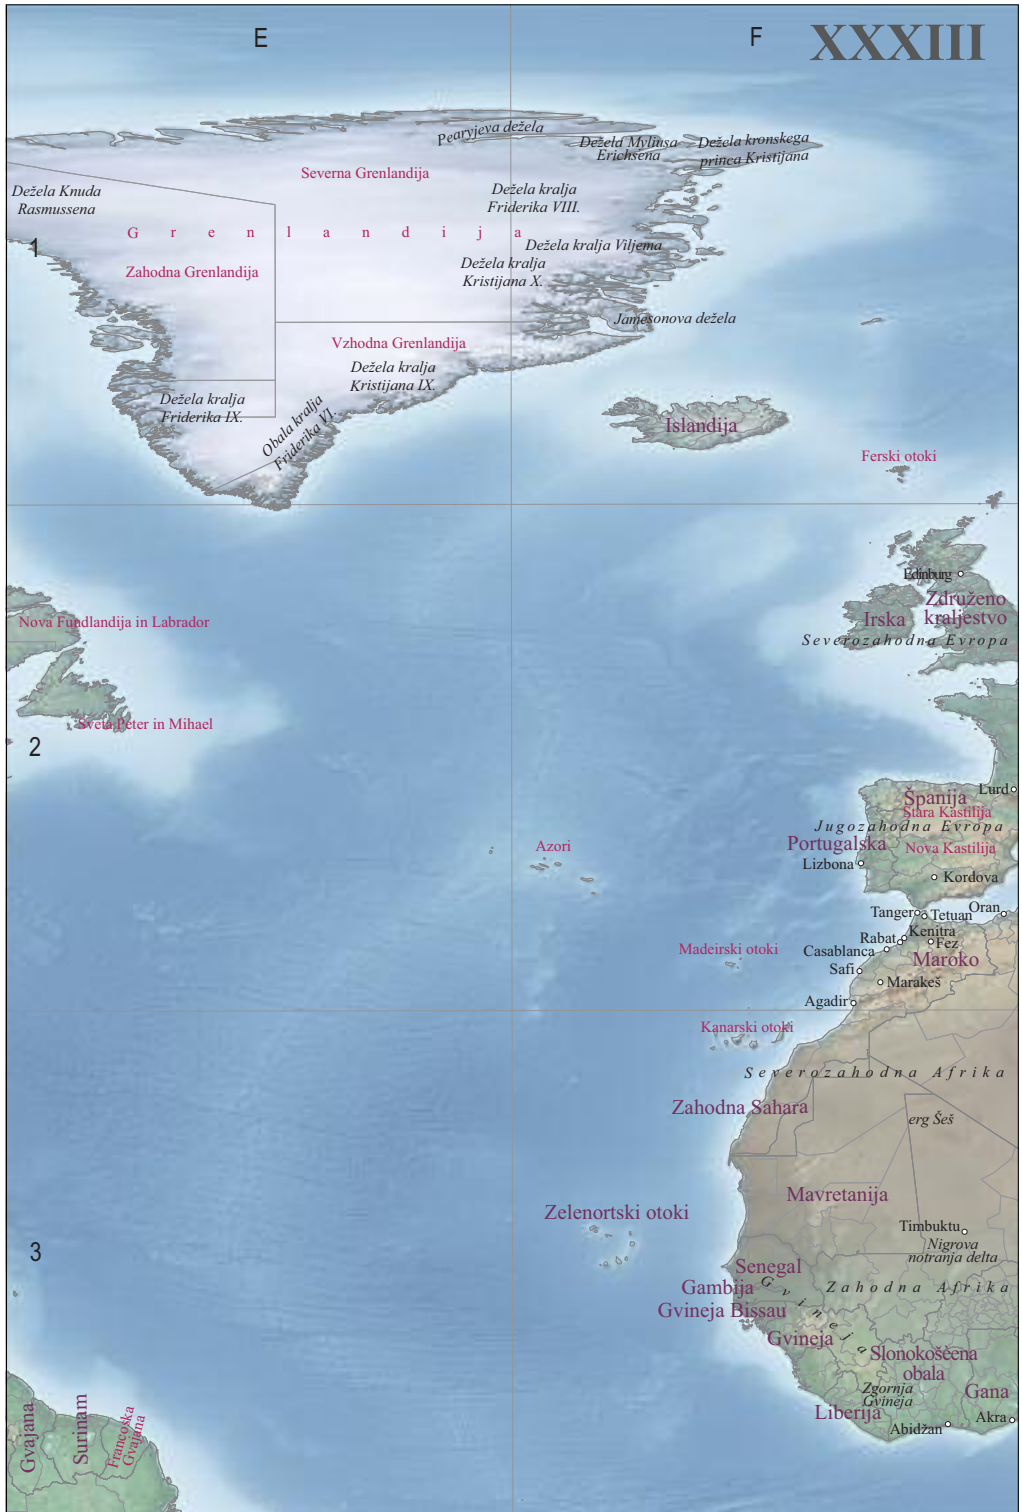 E
F
XXXIII
Pearyjeva dežela
Dežela Myliusa
Erichsena
Dežela kronskega
princa Kristijana
Severna Grenlandija
Dežela Knuda
Rasmussena
Dežela kralja
Friderika VIII.
Grenlandija
1
Dežela kralja Viljema
Zahodna Grenlandija
Dežela kralja
Kristijana X.
Jamesonova dežela
Vzhodna Grenlandija
Dežela kralja
Kristijana IX.
Dežela kralja
Friderika IX.
Obala kralja
Friderika VI.
Islandija
Ferski otoki
Edinburg
Združeno
kraljestvo
Irska
Severozahodna Evropa
Nova Fundlandija in Labrador
Sveta Peter in Mihael
2
Lurd
Španija
Stara Kastilija
Jugozahodna Evropa
Portugalska
Nova Kastilija
Azori
Lizbona
Kordova
Tanger
Tetuan
Oran
Rabat
Kenitra
Fez
Casablanca
Maroko
Madeirski otoki
Safi
Marakeš
Agadir
Kanarski otoki
Severozahodna Afrika
Zahodna Sahara
erg Šeš
Mavretanija
Zelenortski otoki
Timbuktu
Nigrova
notranja delta
3
Senegal
Gambija
Gvineja
Zahodna Afrika
Gvineja Bissau
Gvineja
Slonokoščena
obala
Zgornja
Gvineja
Gana
Liberija
Abidžan
Akra
Gvajana
Surinam
Francoska
Gvajana